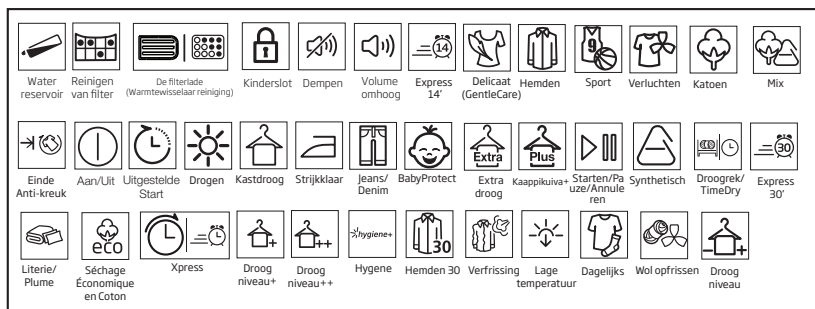 14
9
Water
reservoir
Reinigen
van filter
De filterlade
(Warmtewisselaar reiniging)
Kinderslot
Dempen
Volume
omhoog
Express
14'
Delicaat
(GentleCare)
Hemden
Sport
Verluchten
Katoen
Mix
Extra
Plus
30
Einde
Anti-kreuk
Aan/Uit
Uitgestelde
Start
Drogen
Kastdroog
Strijkklaar
Jeans/
Denim
BabyProtect
Extra
droog
Kaappikuiva+
Starten/Pa
uze/Annule
ren
Synthetisch
Droogrek/
TimeDry
Express
30'
eco
+
++
hygiene+
30
- +
Literie/
Plume
Séchage
Économique
en Coton
Xpress
Droog
niveau+
Droog
niveau++
Hygene
Hemden 30
Verfrissing
Lage
temperatuur
Dagelijks
Wol opfrissen
Droog
niveau